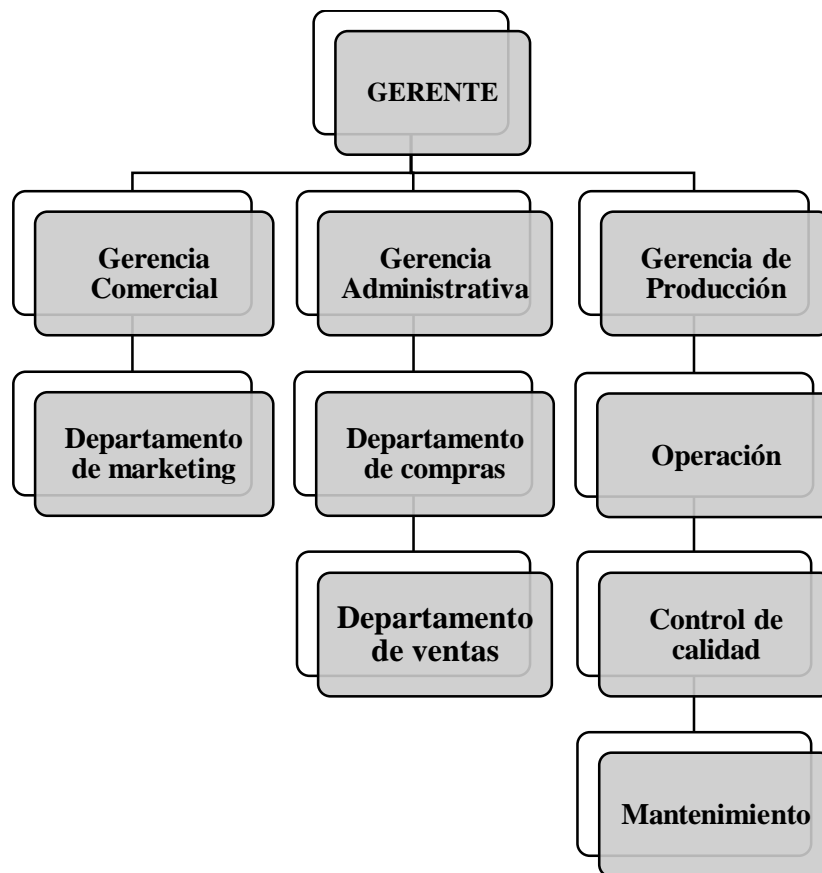 GERENTE
Gerencia
Comercial
Gerencia
Administrativa
Gerencia de
Producción
Departamento
de marketing
Departamento
de compras
Operación
Departamento
de ventas
Control de
calidad
Mantenimiento